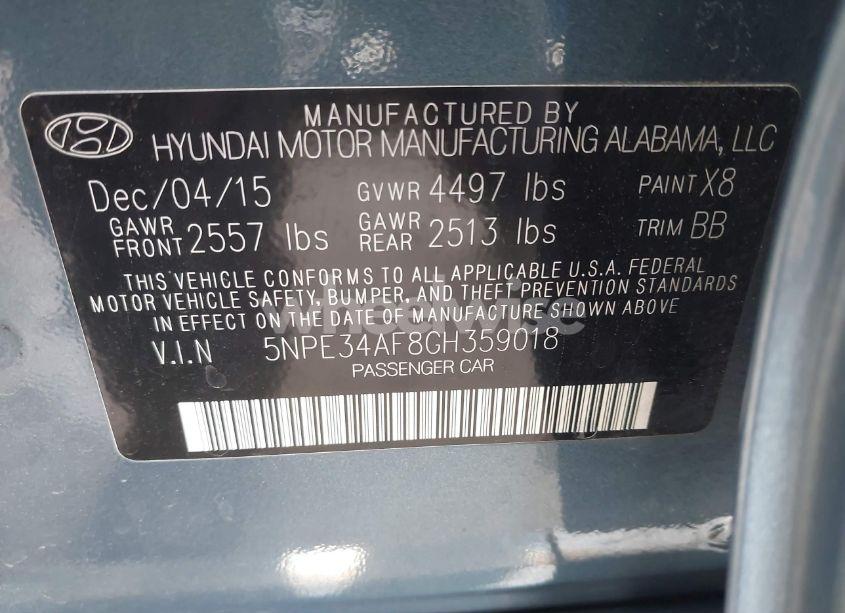 MANUFACTURED BY
HYUNDAI MOTOR MANUFACTURING ALABAMA, LLC
Dec/04/15 GVWR 4497 lbs PAINT X8
GAWR FRONT 2557 lbs GAWR REAR 2513 lbs TRIM BB
THIS VEHICLE CONFORMS TO ALL APPLICABLE U.S.A. FEDERAL
MOTOR VEHICLE SAFETY, BUMPER, AND THEFT PREVENTION STANDARDS
IN EFFECT ON THE DATE OF MANUFACTURE SHOWN ABOVE
V.I.N 5NPE34AF8GH359018
PASSENGER CAR